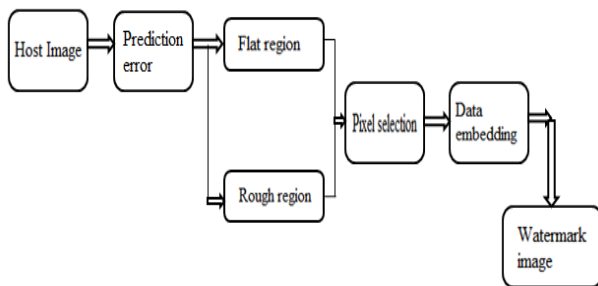 Host Image
Prediction
error
Flat region
Rough region
Pixel selection
Data
embedding
Watermark
image